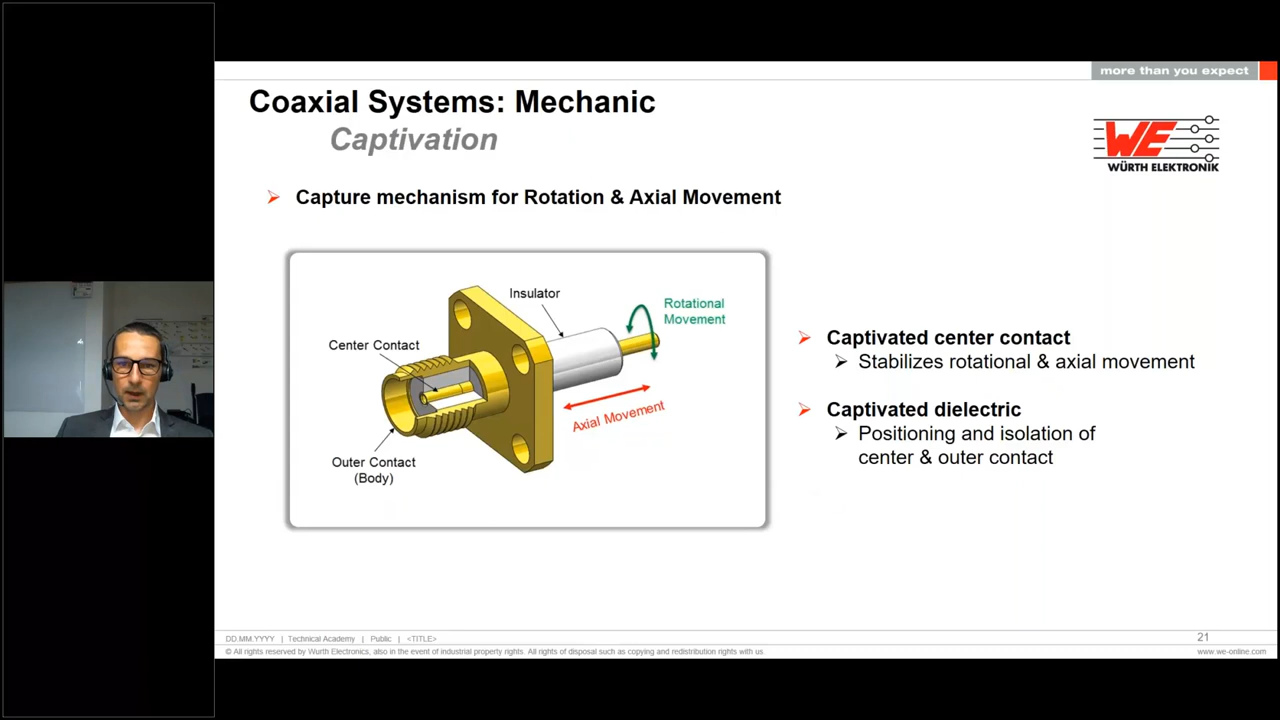 more than you expect
Coaxial Systems: Mechanic
Captivation
WE
WÜRTH ELEKTRONIK
Capture mechanism for Rotation & Axial Movement
Insulator
Rotational
Movement
Center Contact
Axial Movement
Outer Contact
(Body)
Captivated center contact
Stabilizes rotational & axial movement
Captivated dielectric
Positioning and isolation of
center & outer contact
DD.MM.YYYY | Technical Academy | Public | <TITLE>
21
© All rights reserved by Wurth Electronics, also in the event of industrial property rights. All rights of disposal such as copying and redistribution rights with us.
www.we-online.com